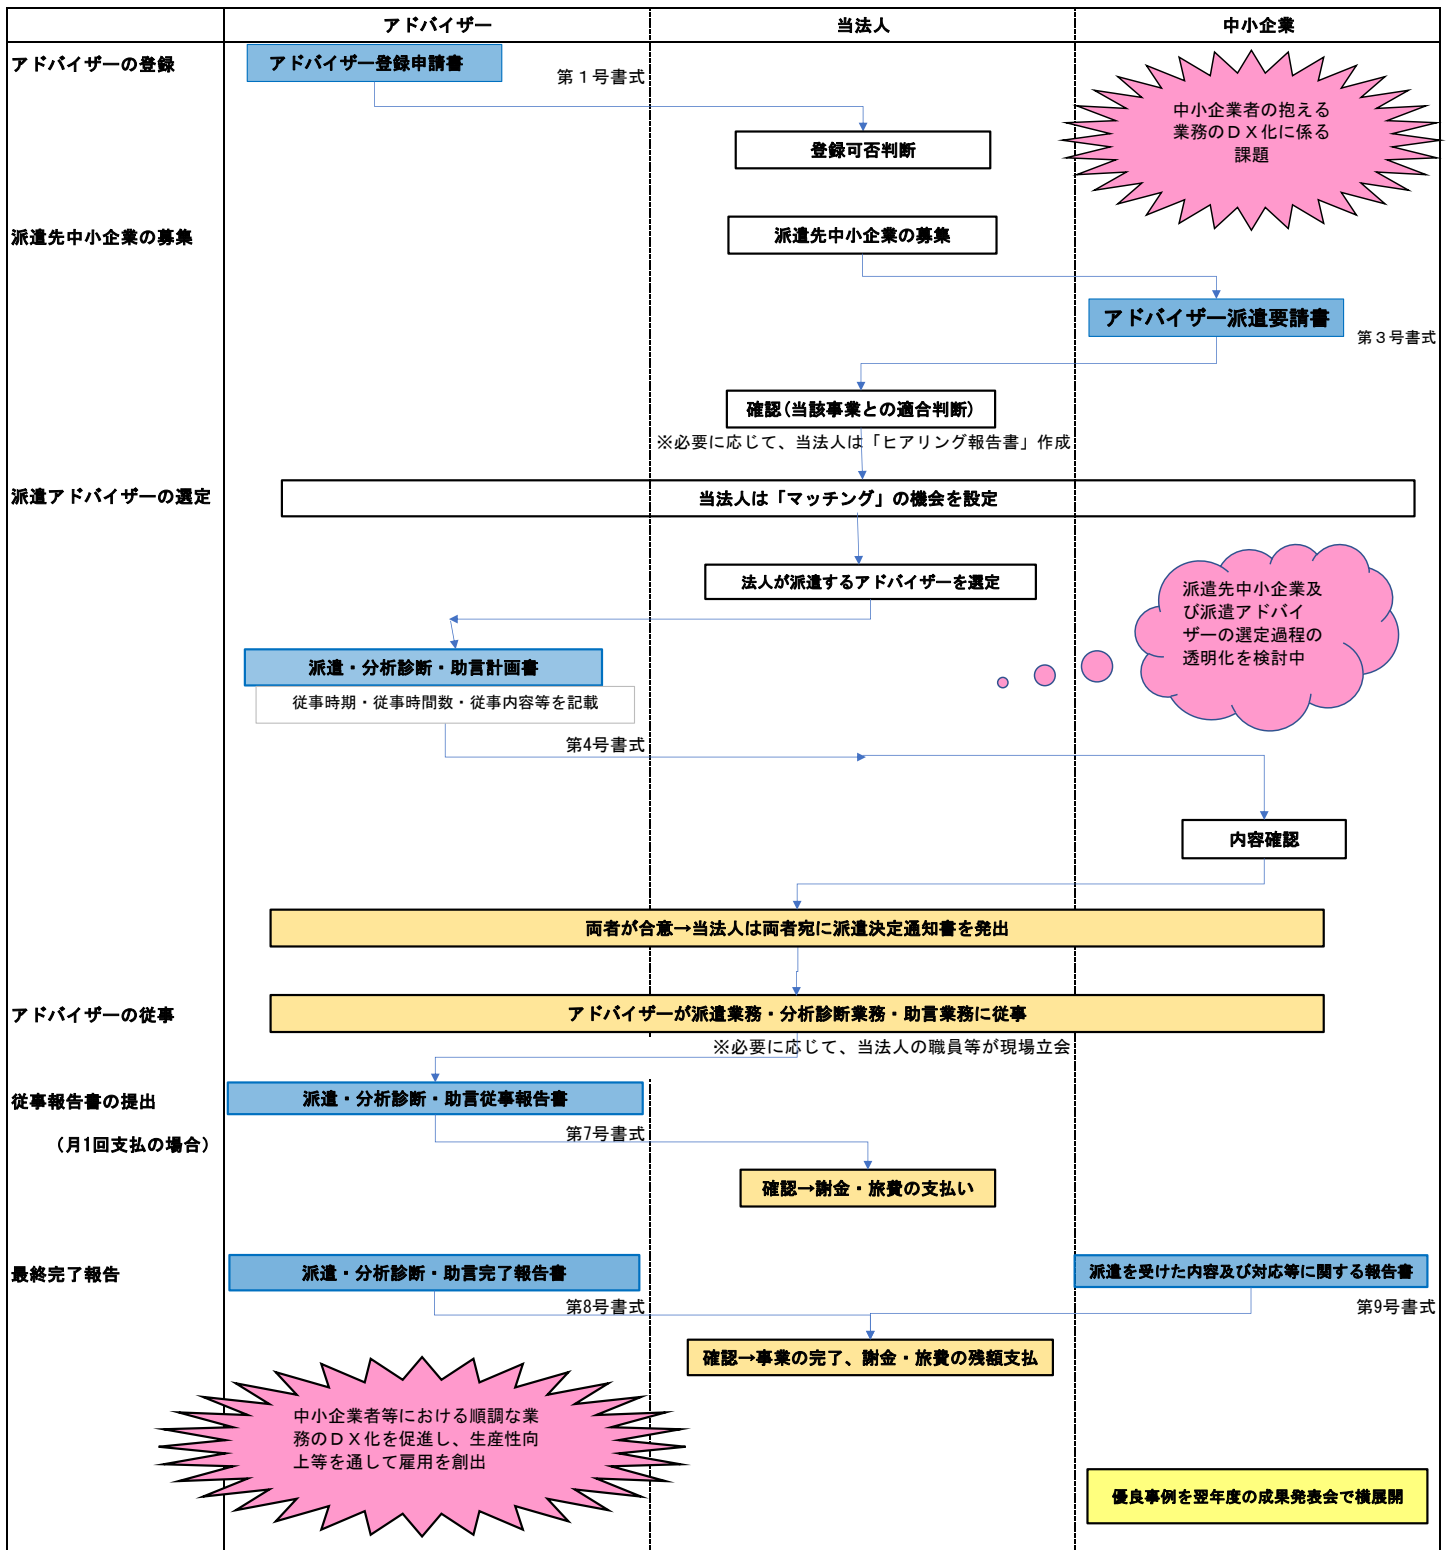 アドバイザー
当法人
中小企業
アドバイザーの登録
アドバイザー登録申請書
第１号書式
登録可否判断
中小企業者の抱える
業務のＤＸ化に係る
課題
派遣先中小企業の募集
派遣先中小企業の募集
アドバイザー派遣要請書
第３号書式
確認(当該事業との適合判断)
※必要に応じて、当法人は「ヒアリング報告書」作成
派遣アドバイザーの選定
当法人は「マッチング」の機会を設定
法人が派遣するアドバイザーを選定
派遣先中小企業及
び派遣アドバイ
ザーの選定過程の
透明化を検討中
派遣・分析診断・助言計画書
従事時期・従事時間数・従事内容等を記載
第4号書式
内容確認
両者が合意→当法人は両者宛に派遣決定通知書を発出
アドバイザーの従事
アドバイザーが派遣業務・分析診断業務・助言業務に従事
※必要に応じて、当法人の職員等が現場立会
従事報告書の提出
派遣・分析診断・助言従事報告書
第7号書式
（月1回支払の場合）
確認→謝金・旅費の支払い
最終完了報告
派遣・分析診断・助言完了報告書
派遣を受けた内容及び対応等に関する報告書
第8号書式
第9号書式
確認→事業の完了、謝金・旅費の残額支払
中小企業者等における順調な業
務のＤＸ化を促進し、生産性向
上等を通して雇用を創出
優良事例を翌年度の成果発表会で横展開